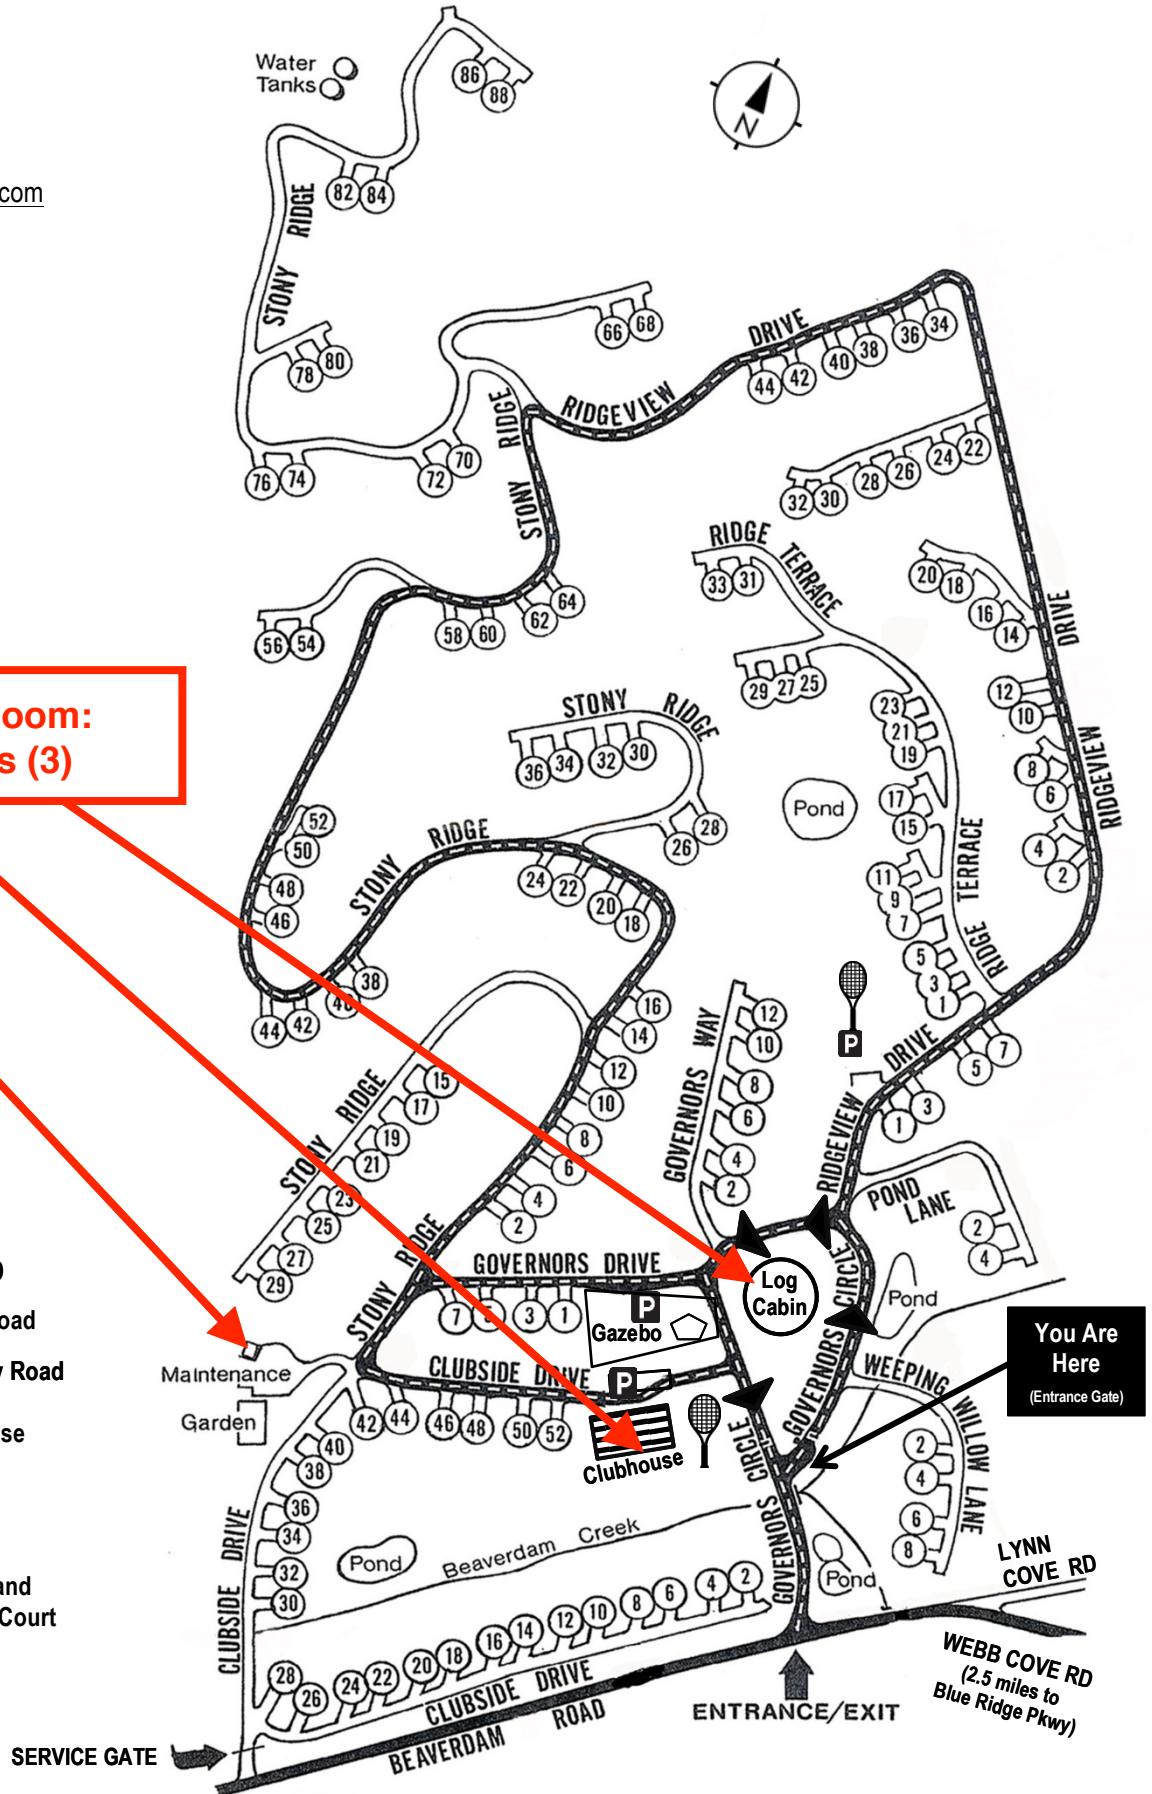 Water
Tanks
86
88
N
com
82
84
STONY RIDGE
78
80
66
68
76
74
72
70
STONY RIDGE
RIDGEVIEW DRIVE
44
42
40
38
36
34
32
30
28
26
24
22
RIDGE TERRACE
33
31
20
18
16
14
DRIVE
56
54
58
60
62
64
29
27
25
12
10
8
6
4
2
RIDGEVIEW
oom:
s (3)
STONY RIDGE
36
34
32
30
28
26
Pond
23
21
19
17
15
11
9
7
5
3
1
RIDGE TERRACE
52
50
48
46
44
42
40
38
STONY RIDGE
24
22
20
18
16
14
12
10
8
6
4
2
STONY RIDGE
15
17
19
21
23
25
27
29
GOVERNORS WAY
12
10
8
6
4
2
P
RIDGEVIEW DRIVE
7
5
3
1
POND
LANE
2
4
STONY RIDGE
GOVERNORS DRIVE
7
5
3
1
P
Gazebo
Log
Cabin
GOVERNORS CIRCLE
Pond
You Are
Here
(Entrance Gate)
oad
Road
se
and
Court
Maintenance
Garden
CLUBSIDE DRIVE
P
42
44
46
48
50
52
Clubhouse
GOVERNORS CIRCLE
WEEPING WILLOW LANE
2
4
6
8
40
38
36
34
32
30
CLUBSIDE DRIVE
Pond
Beaverdam Creek
Pond
LYNN
COVE RD
28
26
24
22
20
18
16
14
12
10
8
6
4
2
CLUBSIDE DRIVE
BEAVERDAM ROAD
ENTRANCE/EXIT
WEBB COVE RD
(2.5 miles to
Blue Ridge Pkwy)
SERVICE GATE